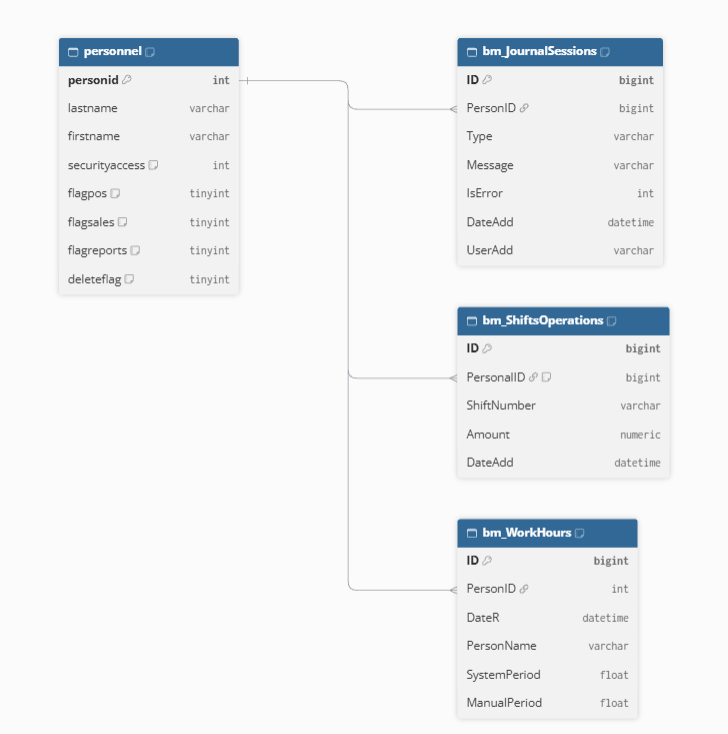 personnel
personid int
lastname varchar
firstname varchar
securityaccess int
flagpos tinyint
flagsales tinyint
flagreports tinyint
deleteflag tinyint
bm_JournalSessions
ID bigint
PersonID bigint
Type varchar
Message varchar
IsError int
DateAdd datetime
UserAdd varchar
bm_ShiftsOperations
ID bigint
PersonalID bigint
ShiftNumber varchar
Amount numeric
DateAdd datetime
bm_WorkHours
ID bigint
PersonID int
DateR datetime
PersonName varchar
SystemPeriod float
ManualPeriod float